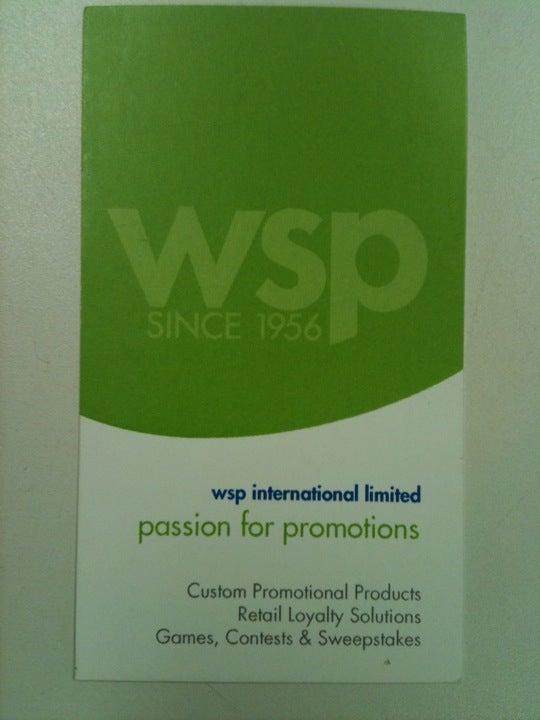 wsp
SINCE 1956
wsp international limited
passion for promotions
Custom Promotional Products
Retail Loyalty Solutions
Games, Contests & Sweepstakes